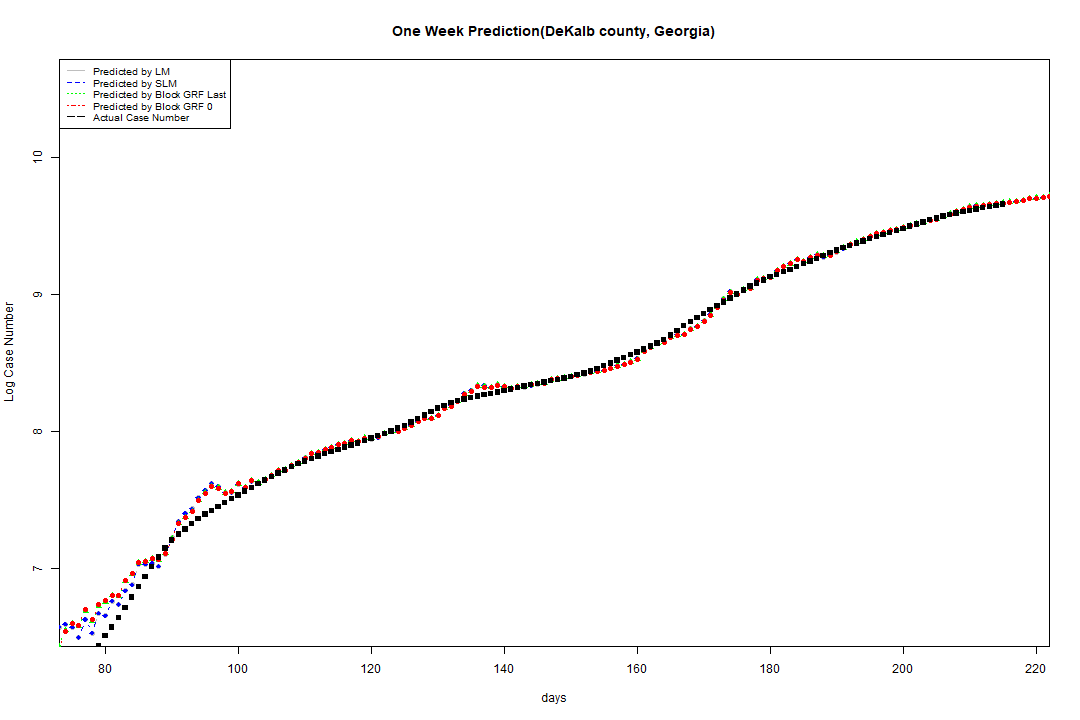 One Week Prediction(DeKalb county, Georgia)
Predicted by LM
Predicted by SLM
Predicted by Block GRF Last
Predicted by Block GRF 0
Actual Case Number
10
9
8
7
Log Case Number
80 100 120 140 160 180 200 220
days